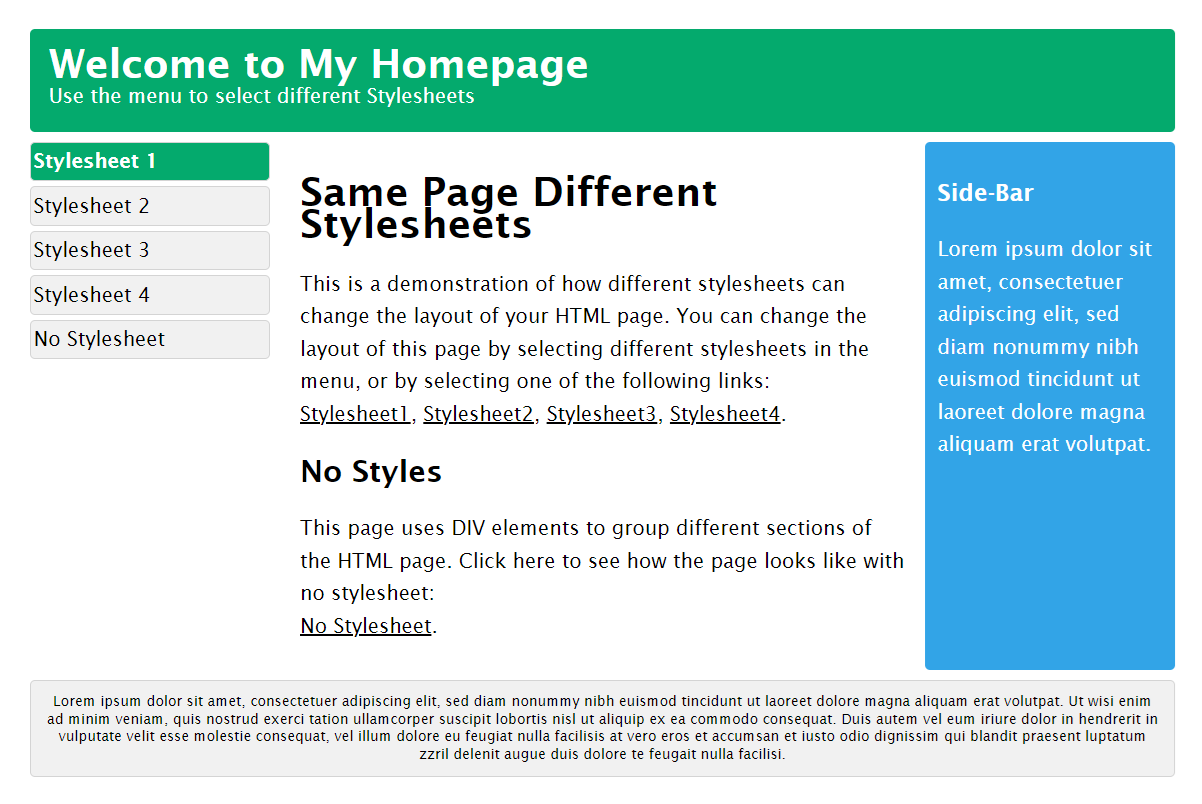 Welcome to My Homepage
Use the menu to select different Stylesheets
Stylesheet 1
Stylesheet 2
Stylesheet 3
Stylesheet 4
No Stylesheet
Same Page Different
Stylesheets
This is a demonstration of how different stylesheets can
change the layout of your HTML page. You can change the
layout of this page by selecting different stylesheets in the
menu, or by selecting one of the following links:
Stylesheet1, Stylesheet2, Stylesheet3, Stylesheet4.
No Styles
This page uses DIV elements to group different sections of
the HTML page. Click here to see how the page looks like with
no stylesheet:
No Stylesheet.
Side-Bar
Lorem ipsum dolor sit
amet, consectetuer
adipiscing elit, sed
diam nonummy nibh
euismod tincidunt ut
laoreet dolore magna
aliquam erat volutpat.
Lorem ipsum dolor sit amet, consectetuer adipiscing elit, sed diam nonummy nibh euismod tincidunt ut laoreet dolore magna aliquam erat volutpat. Ut wisi enim
ad minim veniam, quis nostrud exerci tation ullamcorper suscipit lobortis nisl ut aliquip ex ea commodo consequat. Duis autem vel eum iriure dolor in hendrerit in
vulputate velit esse molestie consequat, vel illum dolore eu feugiat nulla facilisis at vero eros et accumsan et iusto odio dignissim qui blandit praesent luptatum
zzril delenit augue duis dolore te feugait nulla facilisi.